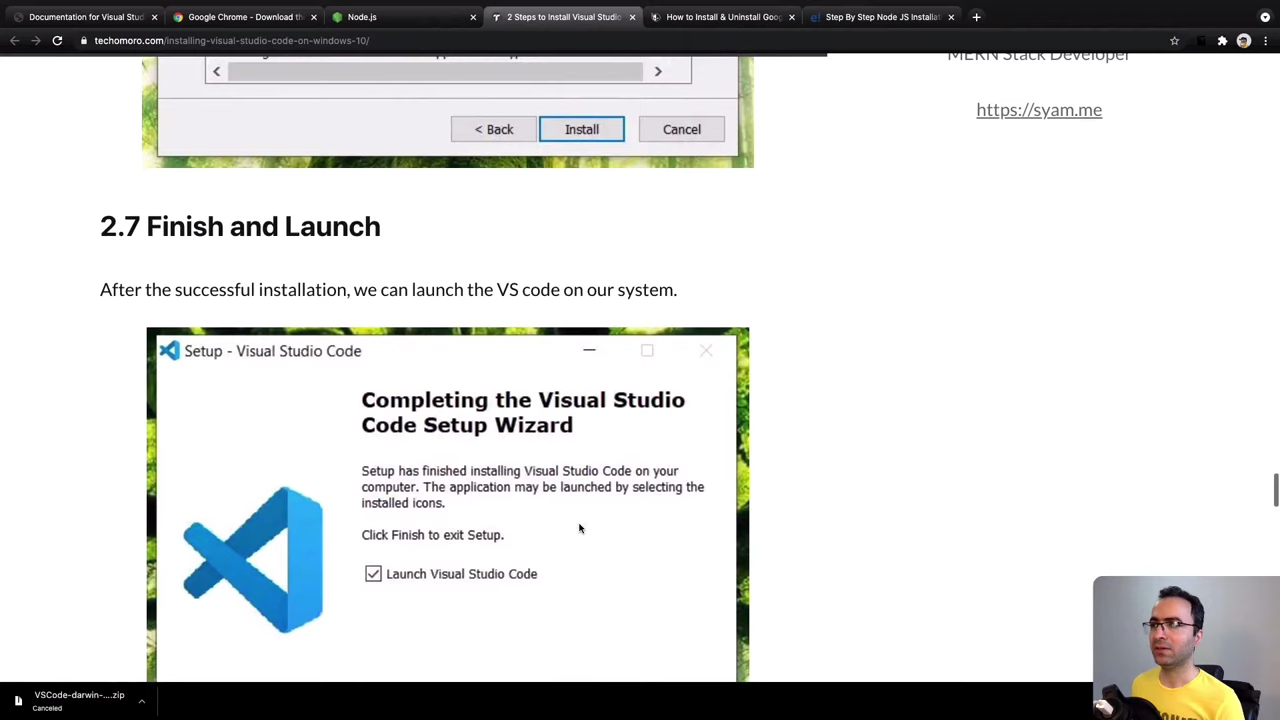 Documentation for Visual Studi
Google Chrome - Download th
Node.js
2 Steps to Install Visual Studio
How to Install & Uninstall Goo
Step By Step Node JS Installat
techomoro.com/installing-visual-studio-code-on-windows-10/
MERN Stack Developer
https://syam.me
< Back
Install
Cancel
2.7 Finish and Launch
After the successful installation, we can launch the VS code on our system.
Setup - Visual Studio Code
Completing the Visual Studio
Code Setup Wizard
Setup has finished installing Visual Studio Code on your
computer. The application may be launched by selecting the
installed icons.
Click Finish to exit Setup.
Launch Visual Studio Code
VSCode-darwin-....zip
Canceled